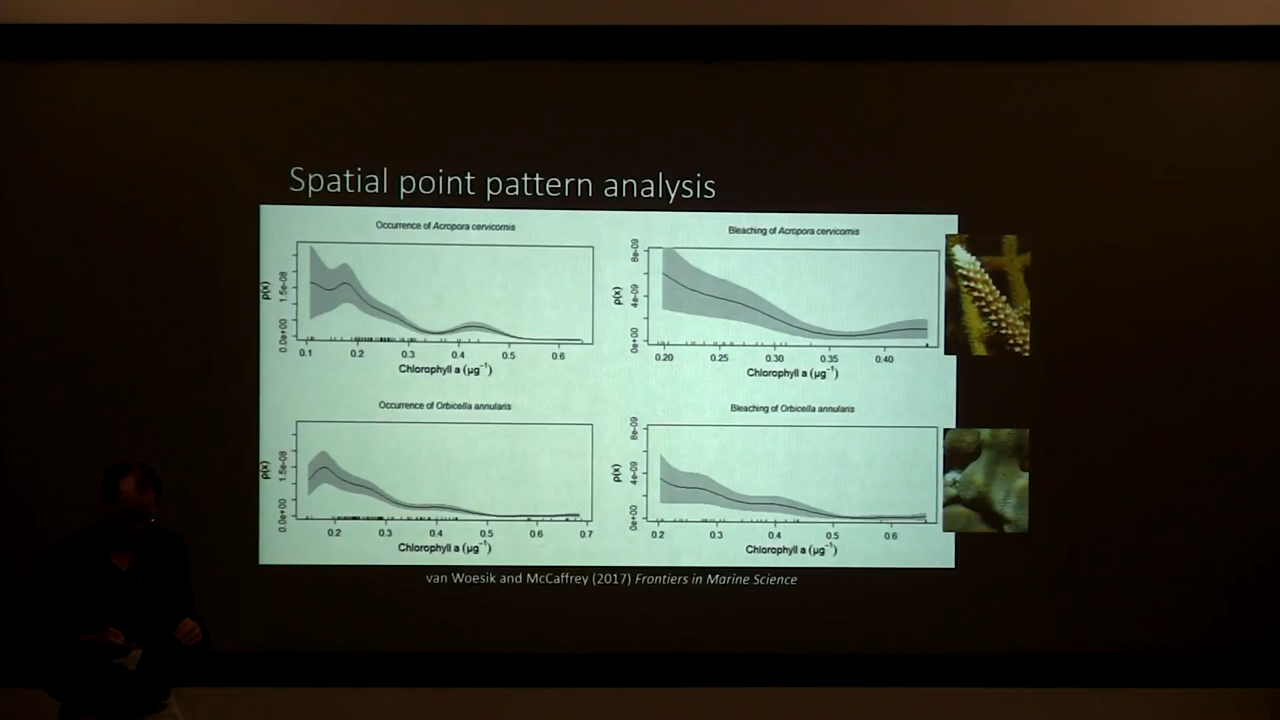 Spatial point pattern analysis
Occurrence of Acropora cervicornis
ρ(x)
0.0e+00 1.5e-08
0.1 0.2 0.3 0.4 0.5 0.6
Chlorophyll a (µg⁻¹)
Bleaching of Acropora cervicornis
ρ(x)
0e+00 4e-09 8e-09
0.20 0.25 0.30 0.35 0.40
Chlorophyll a (µg⁻¹)
Occurrence of Orbicella annularis
ρ(x)
0.0e+00 1.5e-08
0.2 0.3 0.4 0.5 0.6 0.7
Chlorophyll a (µg⁻¹)
Bleaching of Orbicella annularis
ρ(x)
0e+00 4e-09 8e-09
0.2 0.3 0.4 0.5 0.6
Chlorophyll a (µg⁻¹)
van Woesik and McCaffrey (2017) Frontiers in Marine Science